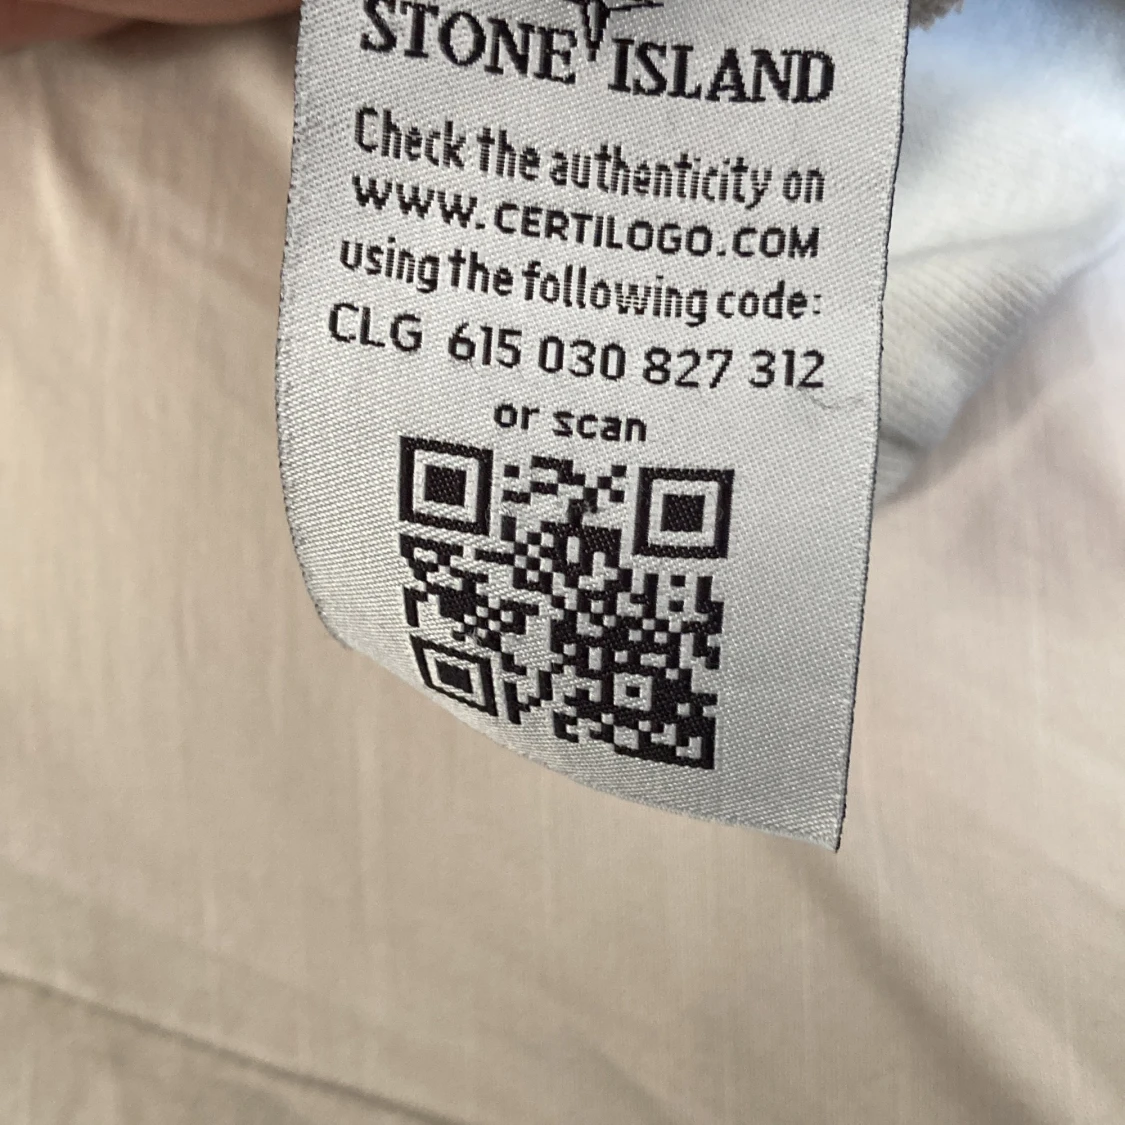 STONE ISLAND
Check the authenticity on
WWW.CERTILOGO.COM
using the following code:
CLG 615 030 827 312
or scan